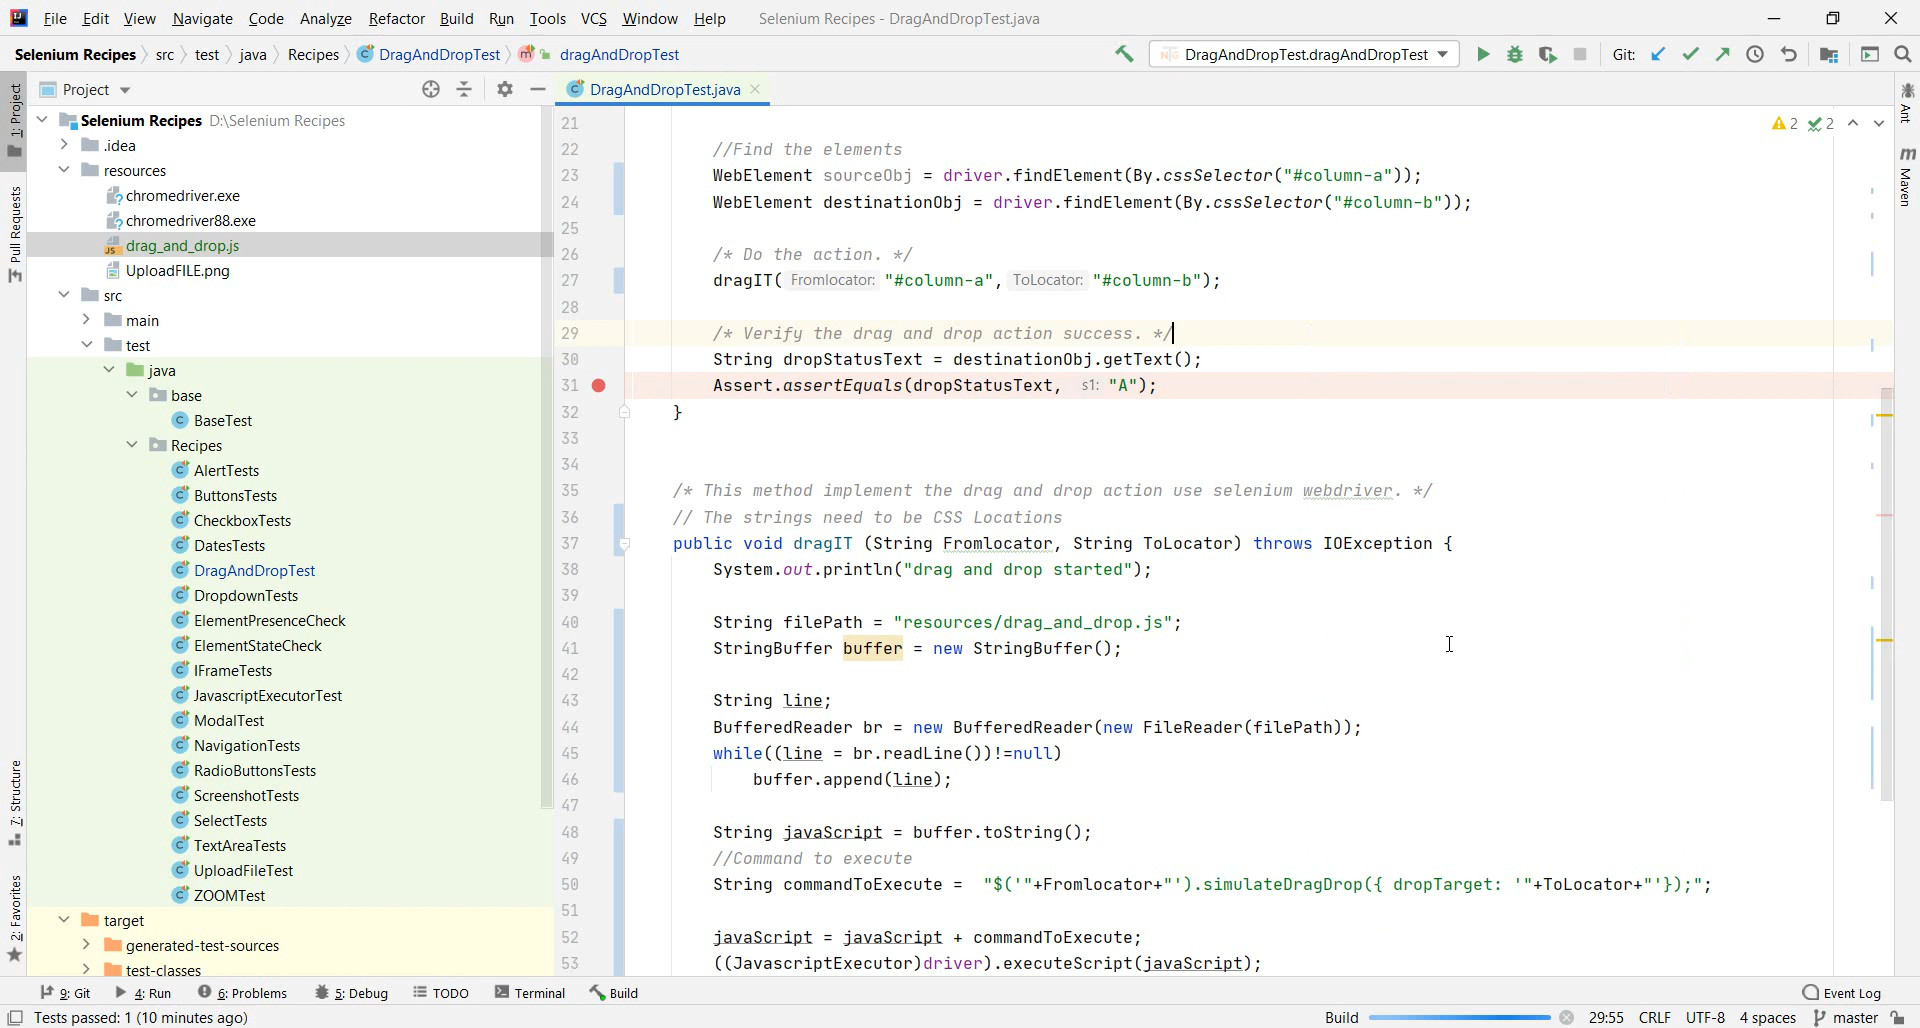 File Edit View Navigate Code Analyze Refactor Build Run Tools VCS Window Help Selenium Recipes - DragAndDropTest.java
Selenium Recipes src test java Recipes DragAndDropTest dragAndDropTest DragAndDropTest.dragAndDropTest Git:
Project DragAndDropTest.java
1: Project
Pull Requests
7: Structure
2: Favorites
Selenium Recipes D:\Selenium Recipes
.idea
resources
chromedriver.exe
chromedriver88.exe
drag_and_drop.js
UploadFILE.png
src
main
test
java
base
BaseTest
Recipes
AlertTests
ButtonsTests
CheckboxTests
DatesTests
DragAndDropTest
DropdownTests
ElementPresenceCheck
ElementStateCheck
IFrameTests
JavascriptExecutorTest
ModalTest
NavigationTests
RadioButtonsTests
ScreenshotTests
SelectTests
TextAreaTests
UploadFileTest
ZOOMTest
target
generated-test-sources
test-classes
2 2
21
22 //Find the elements
23 WebElement sourceObj = driver.findElement(By.cssSelector("#column-a"));
24 WebElement destinationObj = driver.findElement(By.cssSelector("#column-b"));
25
26 /* Do the action. */
27 dragIT( Fromlocator: "#column-a", ToLocator: "#column-b");
28
29 /* Verify the drag and drop action success. */
30 String dropStatusText = destinationObj.getText();
31 Assert.assertEquals(dropStatusText, s1: "A");
32 }
33
34
35 /* This method implement the drag and drop action use selenium webdriver. */
36 // The strings need to be CSS Locations
37 public void dragIT (String Fromlocator, String ToLocator) throws IOException {
38 System.out.println("drag and drop started");
39
40 String filePath = "resources/drag_and_drop.js";
41 StringBuffer buffer = new StringBuffer();
42
43 String line;
44 BufferedReader br = new BufferedReader(new FileReader(filePath));
45 while((line = br.readLine())!=null)
46 buffer.append(line);
47
48 String javaScript = buffer.toString();
49 //Command to execute
50 String commandToExecute = "$('"+Fromlocator+"').simulateDragDrop({ dropTarget: '"+ToLocator+"'});";
51
52 javaScript = javaScript + commandToExecute;
53 ((JavascriptExecutor)driver).executeScript(javaScript);
Ant
m Maven
9: Git 4: Run 6: Problems 5: Debug TODO Terminal Build Event Log
Tests passed: 1 (10 minutes ago) Build 29:55 CRLF UTF-8 4 spaces master